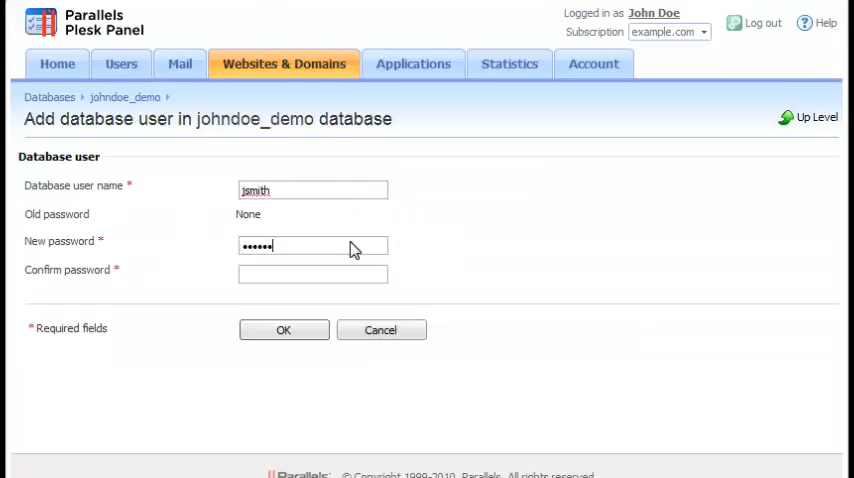 Parallels
Plesk Panel
Logged in as John Doe
Subscription example.com
Log out
Help
Home Users Mail Websites & Domains Applications Statistics Account
Databases johndoe_demo
Add database user in johndoe_demo database
Up Level
Database user
Database user name * jsmith
Old password None
New password * ••••••
Confirm password *
* Required fields
OK Cancel
Parallels © Copyright 1999-2010, Parallels. All rights reserved